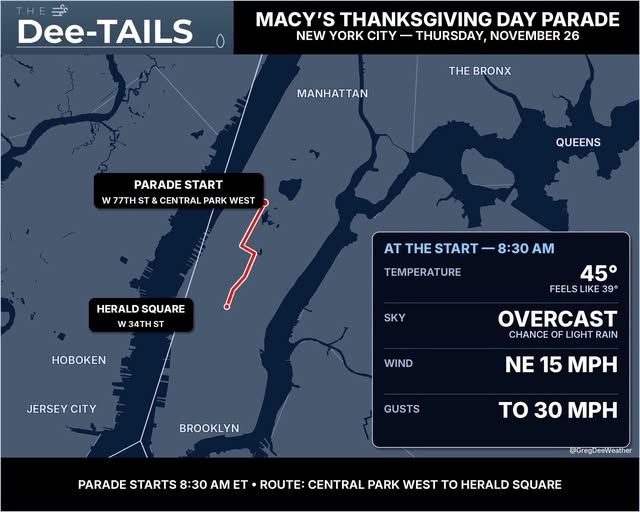 THE
Dee-TAILS
MACY'S THANKSGIVING DAY PARADE
NEW YORK CITY — THURSDAY, NOVEMBER 26
THE BRONX
MANHATTAN
QUEENS
PARADE START
W 77TH ST & CENTRAL PARK WEST
HERALD SQUARE
W 34TH ST
HOBOKEN
JERSEY CITY
BROOKLYN
AT THE START — 8:30 AM
TEMPERATURE
45°
FEELS LIKE 39°
SKY
OVERCAST
CHANCE OF LIGHT RAIN
WIND
NE 15 MPH
GUSTS
TO 30 MPH
@GregDeeWeather
PARADE STARTS 8:30 AM ET • ROUTE: CENTRAL PARK WEST TO HERALD SQUARE